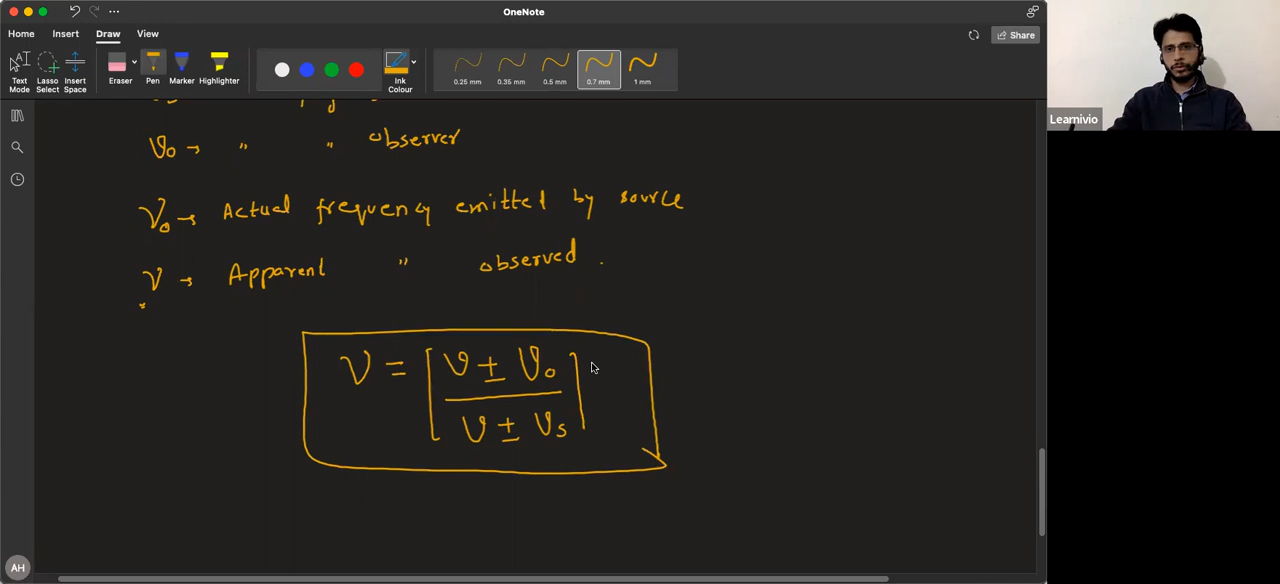 OneNote
Home Insert Draw View
Share
Text Mode Lasso Select Insert Space Eraser Pen Marker Highlighter Ink Colour 0.25 mm 0.35 mm 0.5 mm 0.7 mm 1 mm
Learnivio
v₀ → " " observer
ν₀ → Actual frequency emitted by source
ν → Apparent " observed.
ν = [ (v ± v₀) / (v ± vₛ) ]
AH